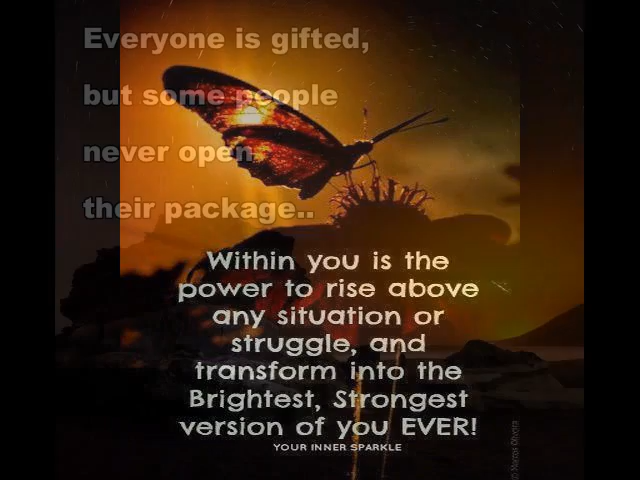 Everyone is gifted,
but some people
never open
their package..
Within you is the
power to rise above
any situation or
struggle, and
transform into the
Brightest, Strongest
version of you EVER!
YOUR INNER SPARKLE